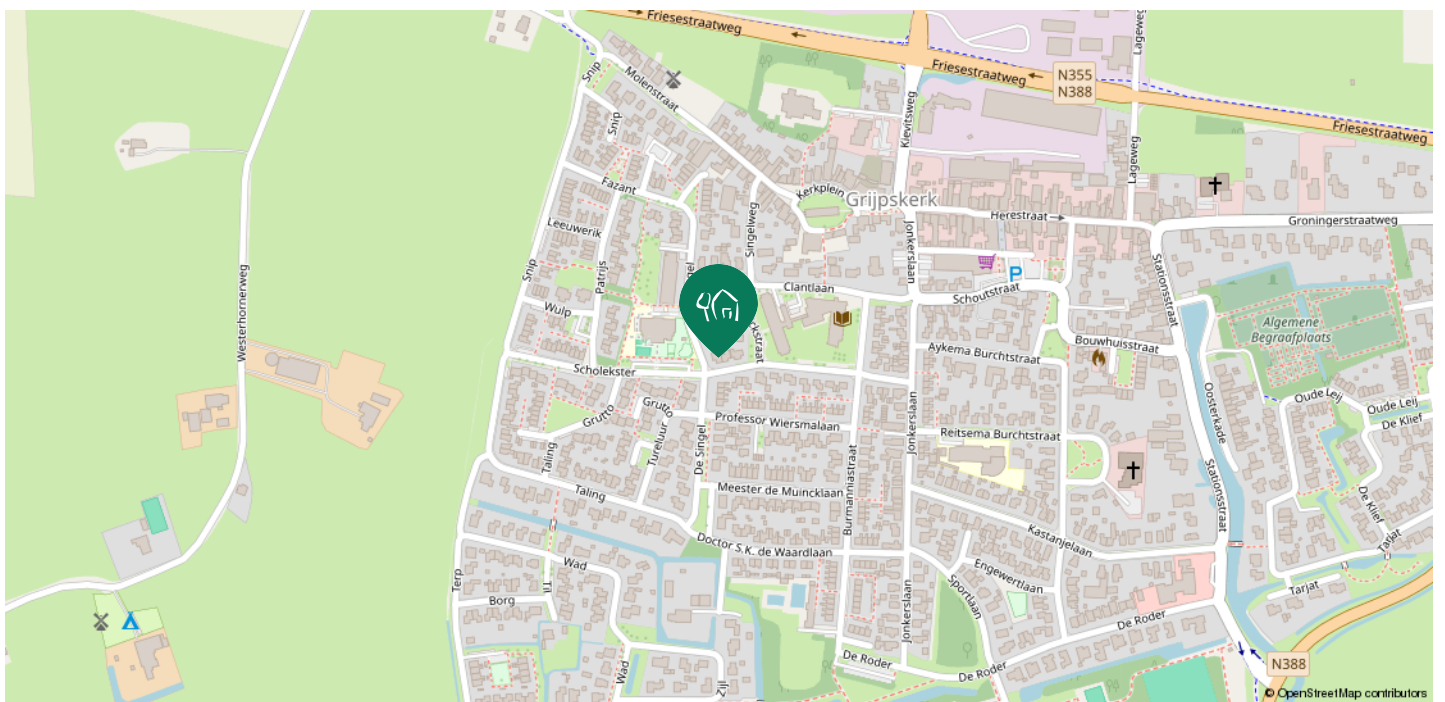 Friesestraatweg
Friesestraatweg
N355
N388
Friesestraatweg
Lageweg
Lageweg
Lageweg
Snip
Molenstraat
Snip
Kievitsweg
Kerkplein
Grijpskerk
Herestraat
Groningerstraatweg
Fazant
Leeuwerik
Singelweg
Jonkerslaan
Snip
Patrijs
Clantlaan
P
Schoutstraat
Stationsstraat
Westerhornerweg
Wulp
Algemene
Begraafplaats
Aykema Burchtstraat
Bouwhuisstraat
Scholekster
Grutto
Grutto
Tureluur
De Singel
Professor Wiersmalaan
Jonkerslaan
Reitsema Burchtstraat
Oosterkade
Oude Leij
Oude Leij
De Klief
Taling
Taling
Meester de Muincklaan
Burmanniastraat
Stationsstraat
De Klief
Tarjat
Doctor S.K. de Waardlaan
Kastanjelaan
Terp
Wad
Til
Borg
Engewertlaan
Sportlaan
Jonkerslaan
Tarjat
De Roder
De Roder
De Roder
Wad
Zijl
N388
© OpenStreetMap contributors